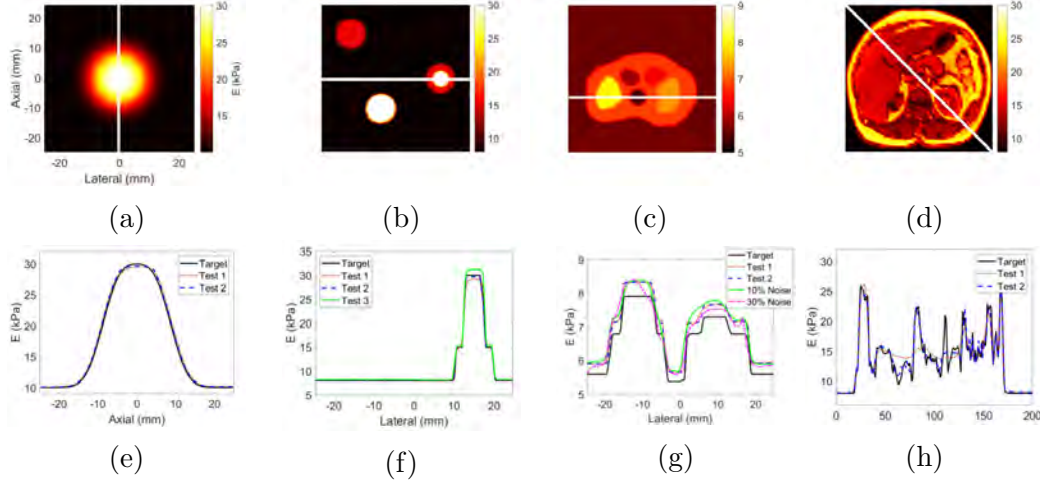 30
25
20
15
E (kPa)
Axial (mm)
20
10
0
-10
-20
-20
0
20
Lateral (mm)
(a)
30
25
20
15
10
(b)
9
8
7
6
5
(c)
30
25
20
15
10
(d)
E (kPa)
30
25
20
15
10
-20
-10
0
10
20
Axial (mm)
Target
Test 1
Test 2
(e)
E (kPa)
35
30
25
20
15
10
5
-20
-10
0
10
20
Lateral (mm)
Target
Test 1
Test 2
Test 3
(f)
E (kPa)
9
8
7
6
5
-20
-10
0
10
20
Lateral (mm)
Target
Test 1
Test 2
10% Noise
30% Noise
(g)
E (kPa)
30
25
20
15
10
0
50
100
150
200
Target
Test 1
Test 2
(h)